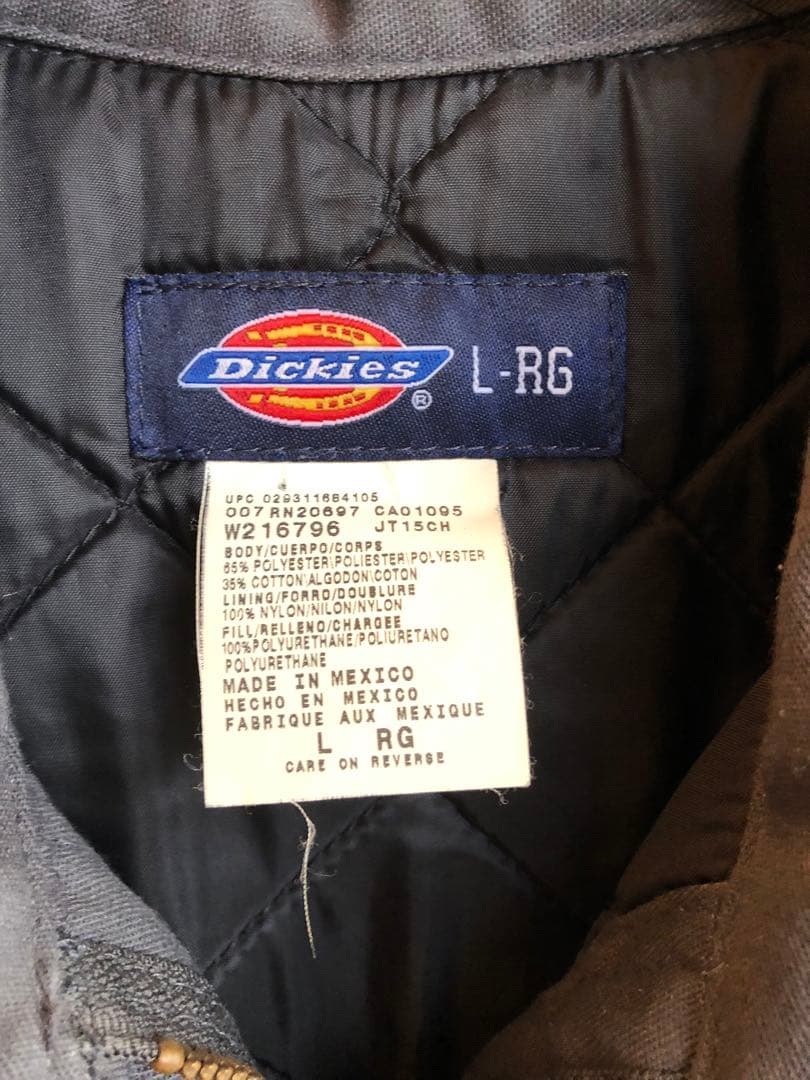 Dickies ® L-RG
UPC 029311684105
007 RN20697 CA01095
W216796 JT15CH
BODY/CUERPO/CORPS
65% POLYESTER\POLIESTER\POLYESTER
35% COTTON\ALGODON\COTON
LINING/FORRO/DOUBLURE
100% NYLON/NILON/NYLON
FILL/RELLENO/CHARGEE
100%POLYURETHANE/POLIURETANO
POLYURETHANE
MADE IN MEXICO
HECHO EN MEXICO
FABRIQUE AUX MEXIQUE
L RG
CARE ON REVERSE